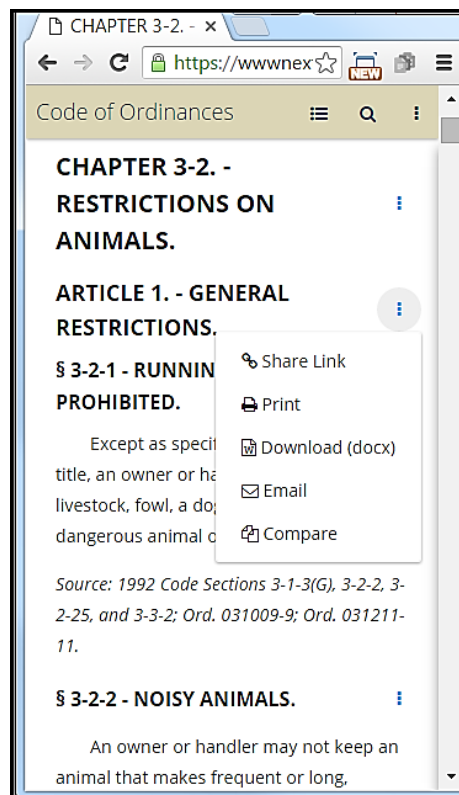 CHAPTER 3-2. -
https://wwwnex
NEW
Code of Ordinances
CHAPTER 3-2. -
RESTRICTIONS ON
ANIMALS.
ARTICLE 1. - GENERAL
RESTRICTIONS.
§ 3-2-1 - RUNNIN
PROHIBITED.
Share Link
Print
Download (docx)
Email
Compare
Except as specif
title, an owner or ha
livestock, fowl, a do
dangerous animal o
Source: 1992 Code Sections 3-1-3(G), 3-2-2, 3-
2-25, and 3-3-2; Ord. 031009-9; Ord. 031211-
11.
§ 3-2-2 - NOISY ANIMALS.
An owner or handler may not keep an
animal that makes frequent or long,